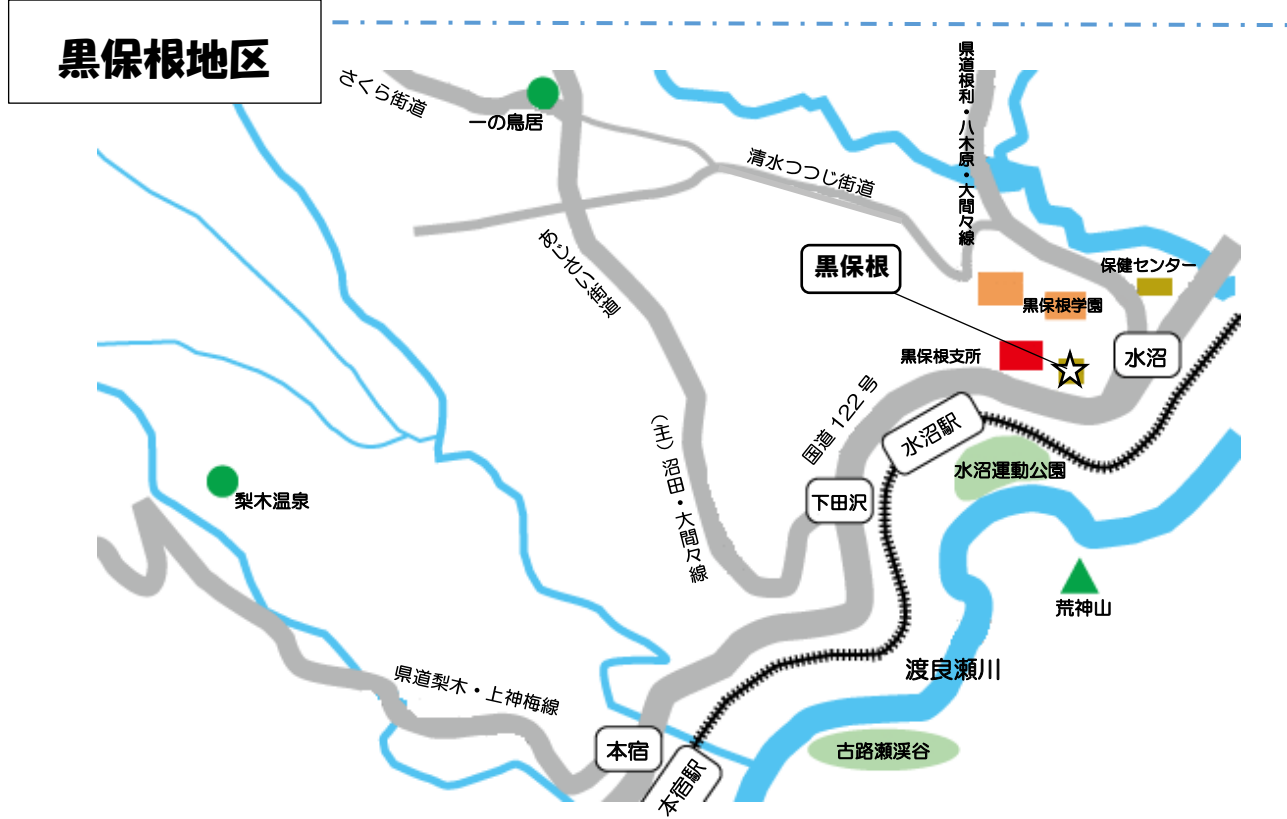 黒保根地区
さくら街道
一の鳥居
県道根利・八木原・大間々線
清水つつじ街道
あじさい街道
黒保根
保健センター
黒保根学園
黒保根支所
水沼
国道122号
水沼駅
(主)沼田・大間々線
水沼運動公園
下田沢
梨木温泉
荒神山
渡良瀬川
県道梨木・上神梅線
本宿
古路瀬渓谷
本宿駅